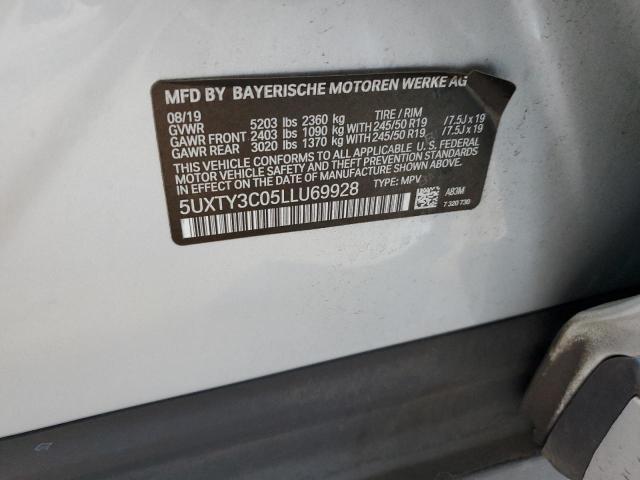 MFD BY BAYERISCHE MOTOREN WERKE AG
08/19 TIRE / RIM
GVWR 5203 lbs 2360 kg
GAWR FRONT 2403 lbs 1090 kg WITH 245/50 R19 / 7.5J x 19
GAWR REAR 3020 lbs 1370 kg WITH 245/50 R19 / 7.5J x 19
THIS VEHICLE CONFORMS TO ALL APPLICABLE U. S. FEDERAL
MOTOR VEHICLE SAFETY STANDARDS IN EFFECT ON THE
DATE OF MANUFACTURE SHOWN ABOVE.
5UXTY3C05LLU69928 TYPE: MPV A83M
7 320 730